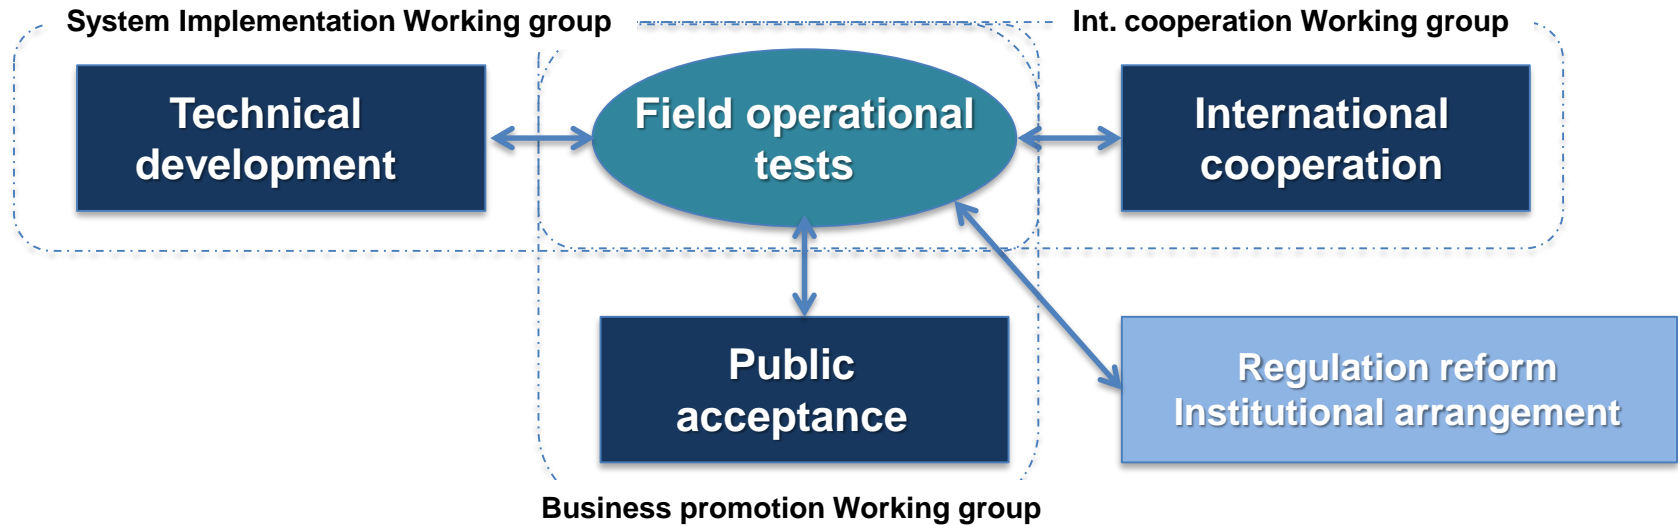 System Implementation Working group
Int. cooperation Working group
Technical
development
Field operational
tests
International
cooperation
Public
acceptance
Regulation reform
Institutional arrangement
Business promotion Working group